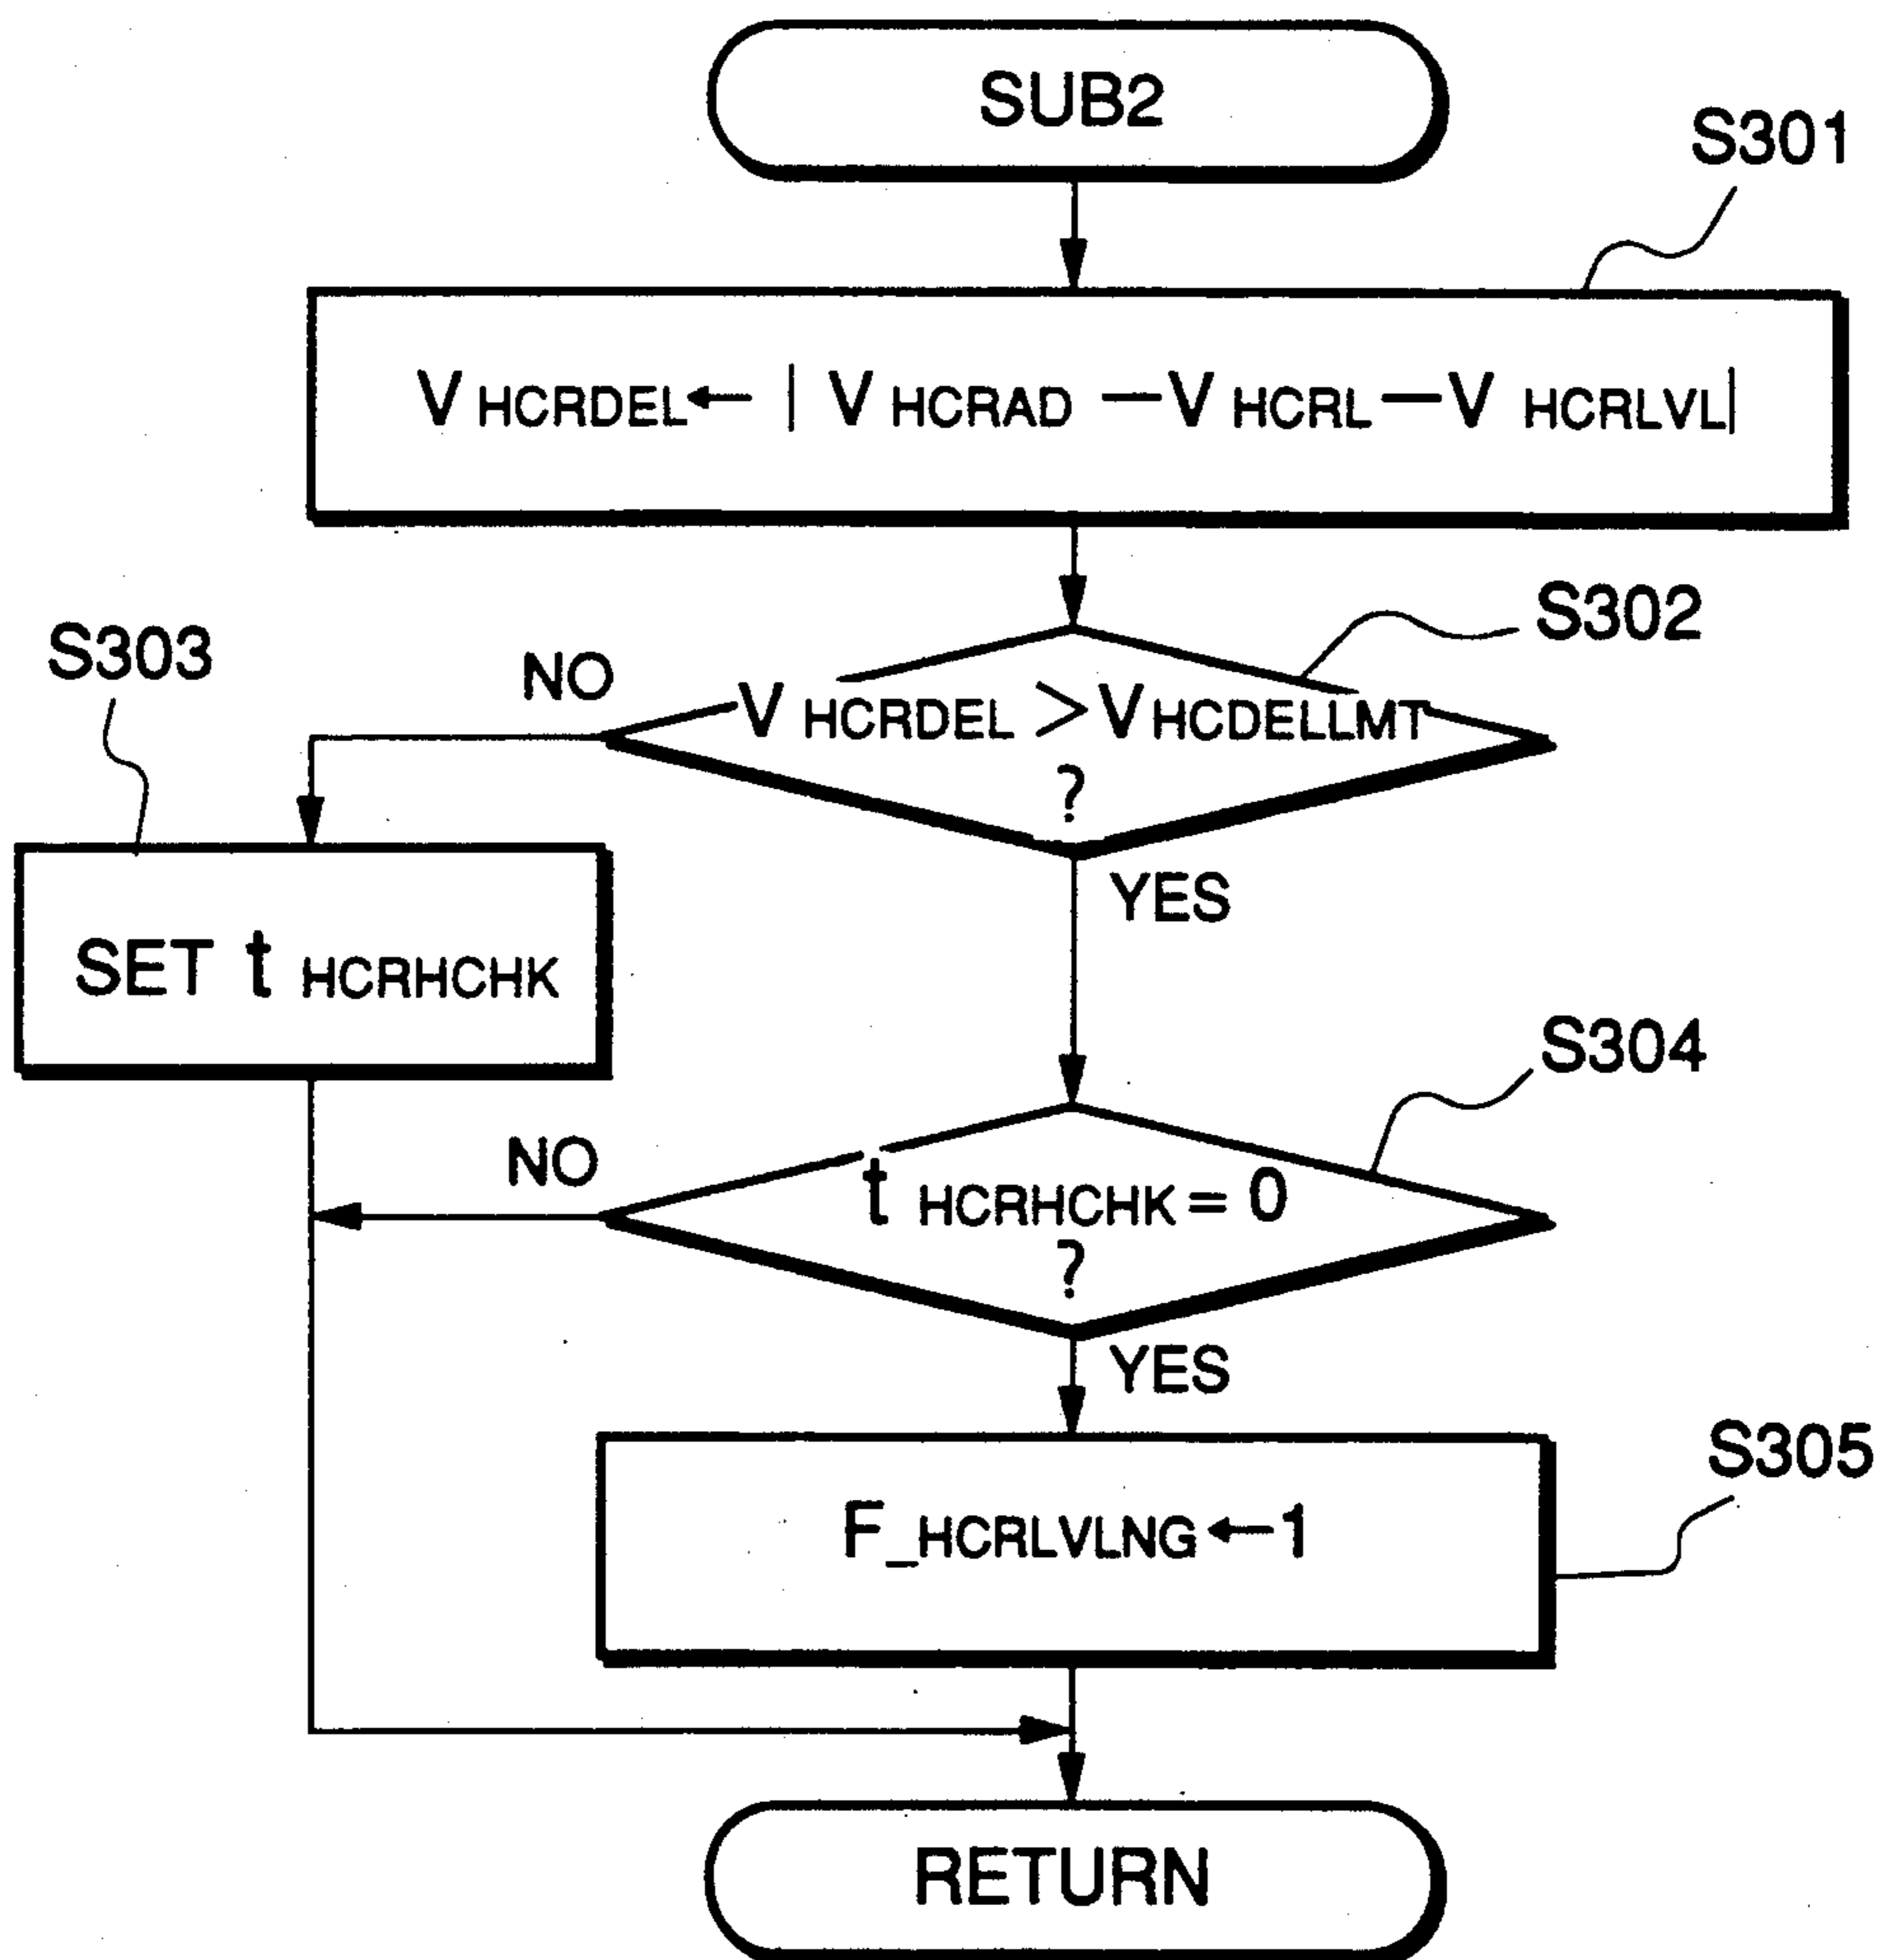 SUB2
S301
V HCRDEL ← | V HCRAD − V HCRL − V HCRLVL|
S302
S303
NO
V HCRDEL > V HCDELLMT
?
YES
SET t HCRHCHK
S304
NO
t HCRHCHK = 0
?
YES
S305
F_HCRLVLNG ← 1
RETURN